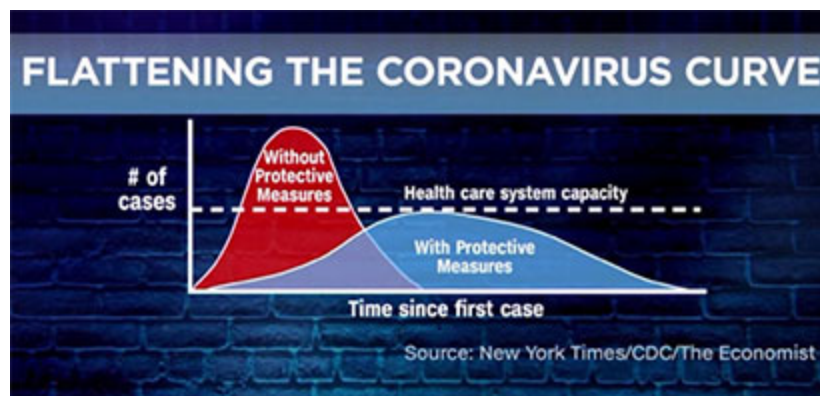 FLATTENING THE CORONAVIRUS CURVE
Without
Protective
Measures
# of
cases
Health care system capacity
With Protective
Measures
Time since first case
Source: New York Times/CDC/The Economist